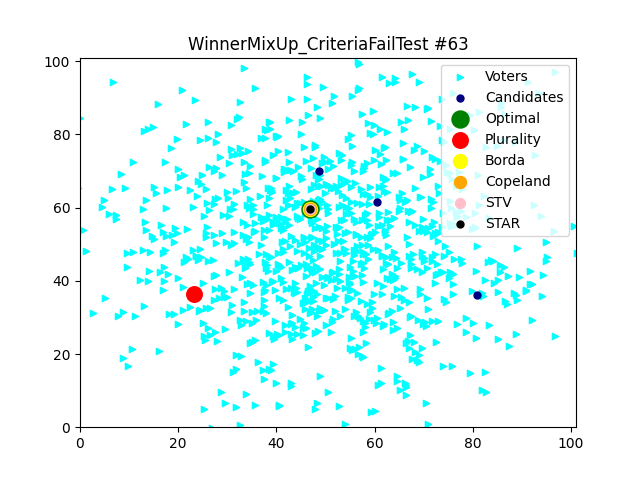 WinnerMixUp_CriteriaFailTest #63
100
80
60
40
20
0
0 20 40 60 80 100
Voters
Candidates
Optimal
Plurality
Borda
Copeland
STV
STAR